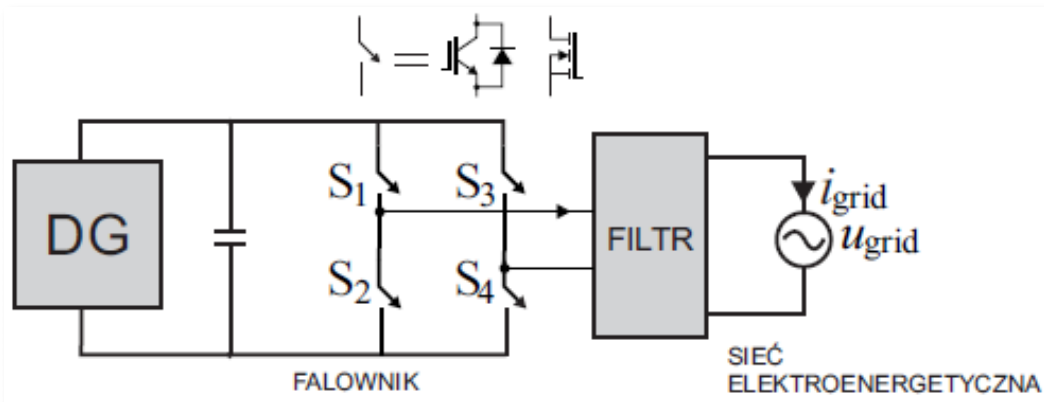 DG
S1
S3
S2
S4
FILTR
igrid
ugrid
FALOWNIK
SIEĆ
ELEKTROENERGETYCZNA